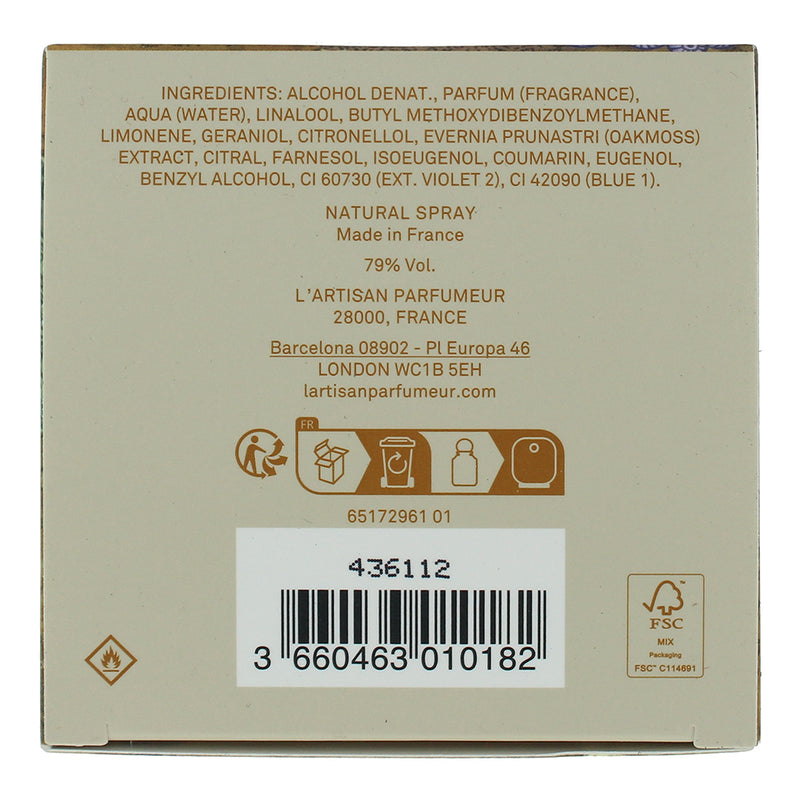 INGREDIENTS: ALCOHOL DENAT., PARFUM (FRAGRANCE),
AQUA (WATER), LINALOOL, BUTYL METHOXYDIBENZOYLMETHANE,
LIMONENE, GERANIOL, CITRONELLOL, EVERNIA PRUNASTRI (OAKMOSS)
EXTRACT, CITRAL, FARNESOL, ISOEUGENOL, COUMARIN, EUGENOL,
BENZYL ALCOHOL, CI 60730 (EXT. VIOLET 2), CI 42090 (BLUE 1).
NATURAL SPRAY
Made in France
79% Vol.
L'ARTISAN PARFUMEUR
28000, FRANCE
Barcelona 08902 - Pl Europa 46
LONDON WC1B 5EH
lartisanparfumeur.com
FR
65172961 01
436112
3 660463 010182
FSC
MIX
Packaging
FSC™ C114691